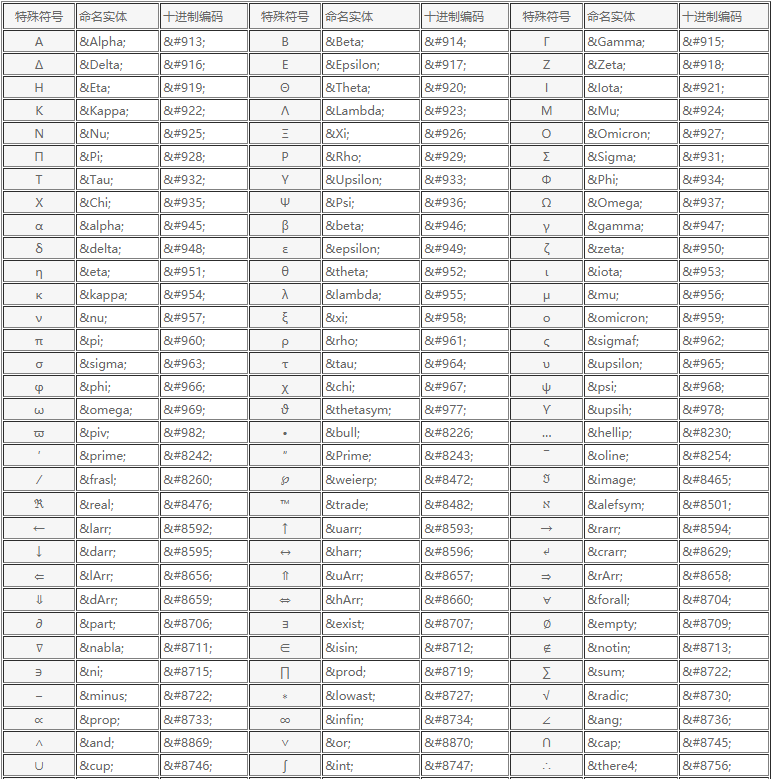 特殊符号 命名实体 十进制编码 特殊符号 命名实体 十进制编码 特殊符号 命名实体 十进制编码
Α &Alpha; &#913; Β &Beta; &#914; Γ &Gamma; &#915;
Δ &Delta; &#916; Ε &Epsilon; &#917; Ζ &Zeta; &#918;
Η &Eta; &#919; Θ &Theta; &#920; Ι &Iota; &#921;
Κ &Kappa; &#922; Λ &Lambda; &#923; Μ &Mu; &#924;
Ν &Nu; &#925; Ξ &Xi; &#926; Ο &Omicron; &#927;
Π &Pi; &#928; Ρ &Rho; &#929; Σ &Sigma; &#931;
Τ &Tau; &#932; Υ &Upsilon; &#933; Φ &Phi; &#934;
Χ &Chi; &#935; Ψ &Psi; &#936; Ω &Omega; &#937;
α &alpha; &#945; β &beta; &#946; γ &gamma; &#947;
δ &delta; &#948; ε &epsilon; &#949; ζ &zeta; &#950;
η &eta; &#951; θ &theta; &#952; ι &iota; &#953;
κ &kappa; &#954; λ &lambda; &#955; μ &mu; &#956;
ν &nu; &#957; ξ &xi; &#958; ο &omicron; &#959;
π &pi; &#960; ρ &rho; &#961; ς &sigmaf; &#962;
σ &sigma; &#963; τ &tau; &#964; υ &upsilon; &#965;
φ &phi; &#966; χ &chi; &#967; ψ &psi; &#968;
ω &omega; &#969; ϑ &thetasym; &#977; ϒ &upsih; &#978;
ϖ &piv; &#982; • &bull; &#8226; … &hellip; &#8230;
′ &prime; &#8242; ″ &Prime; &#8243; ‾ &oline; &#8254;
⁄ &frasl; &#8260; ℘ &weierp; &#8472; ℑ &image; &#8465;
ℜ &real; &#8476; ™ &trade; &#8482; ℵ &alefsym; &#8501;
← &larr; &#8592; ↑ &uarr; &#8593; → &rarr; &#8594;
↓ &darr; &#8595; ↔ &harr; &#8596; ↵ &crarr; &#8629;
⇐ &lArr; &#8656; ⇑ &uArr; &#8657; ⇒ &rArr; &#8658;
⇓ &dArr; &#8659; ⇔ &hArr; &#8660; ∀ &forall; &#8704;
∂ &part; &#8706; ∃ &exist; &#8707; ∅ &empty; &#8709;
∇ &nabla; &#8711; ∈ &isin; &#8712; ∉ &notin; &#8713;
∋ &ni; &#8715; ∏ &prod; &#8719; ∑ &sum; &#8722;
− &minus; &#8722; ∗ &lowast; &#8727; √ &radic; &#8730;
∝ &prop; &#8733; ∞ &infin; &#8734; ∠ &ang; &#8736;
∧ &and; &#8869; ∨ &or; &#8870; ∩ &cap; &#8745;
∪ &cup; &#8746; ∫ &int; &#8747; ∴ &there4; &#8756;